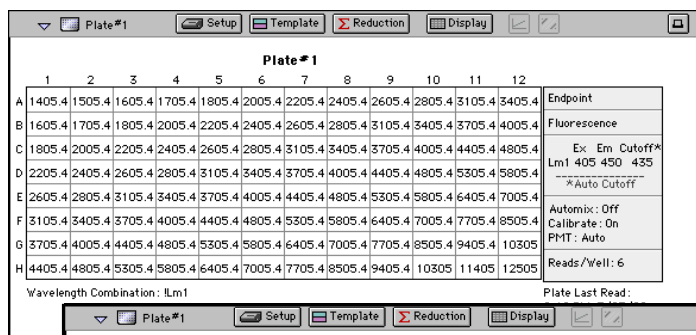 Plate#1 Setup Template Reduction Display
Plate#1
1 2 3 4 5 6 7 8 9 10 11 12
A 1405.4 1505.4 1605.4 1705.4 1805.4 2005.4 2205.4 2405.4 2605.4 2805.4 3105.4 3405.4 Endpoint
B 1605.4 1705.4 1805.4 2005.4 2205.4 2405.4 2605.4 2805.4 3105.4 3405.4 3705.4 4005.4 Fluorescence
C 1805.4 2005.4 2205.4 2405.4 2605.4 2805.4 3105.4 3405.4 3705.4 4005.4 4405.4 4805.4 Ex Em Cutoff*
Lm1 405 450 435
D 2205.4 2405.4 2605.4 2805.4 3105.4 3405.4 3705.4 4005.4 4405.4 4805.4 5305.4 5805.4
*Auto Cutoff
E 2605.4 2805.4 3105.4 3405.4 3705.4 4005.4 4405.4 4805.4 5305.4 5805.4 6405.4 7005.4
Automix: Off
F 3105.4 3405.4 3705.4 4005.4 4405.4 4805.4 5305.4 5805.4 6405.4 7005.4 7705.4 8505.4 Calibrate: On
PMT: Auto
G 3705.4 4005.4 4405.4 4805.4 5305.4 5805.4 6405.4 7005.4 7705.4 8505.4 9405.4 10305
H 4405.4 4805.4 5305.4 5805.4 6405.4 7005.4 7705.4 8505.4 9405.4 10305 11405 12505 Reads/Well: 6
Wavelength Combination: !Lm1 Plate Last Read:
Plate#1 Setup Template Reduction Display